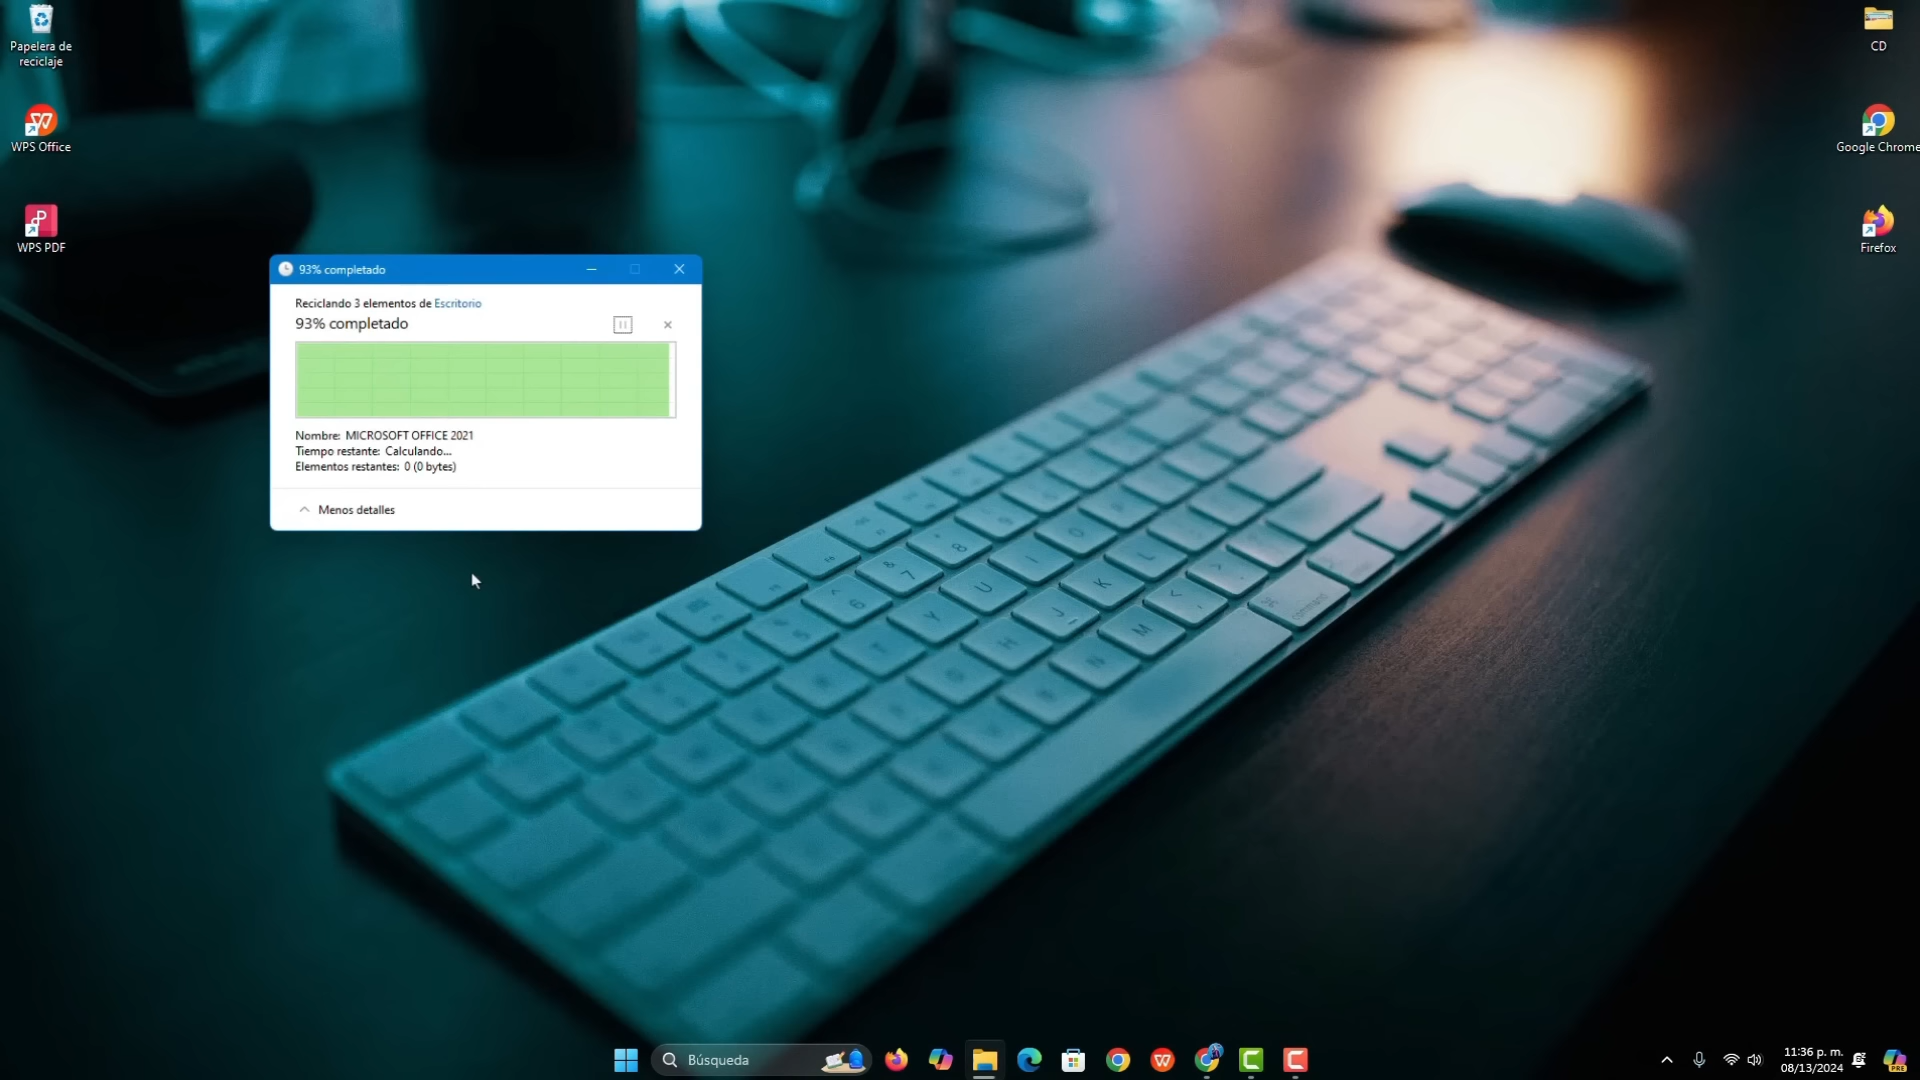 Papelera de
reciclaje
WPS Office
WPS PDF
CD
Google Chrome
Firefox
93% completado
Reciclando 3 elementos de Escritorio
93% completado
Nombre: MICROSOFT OFFICE 2021
Tiempo restante: Calculando...
Elementos restantes: 0 (0 bytes)
Menos detalles
Búsqueda
11:36 p. m.
08/13/2024
PRE